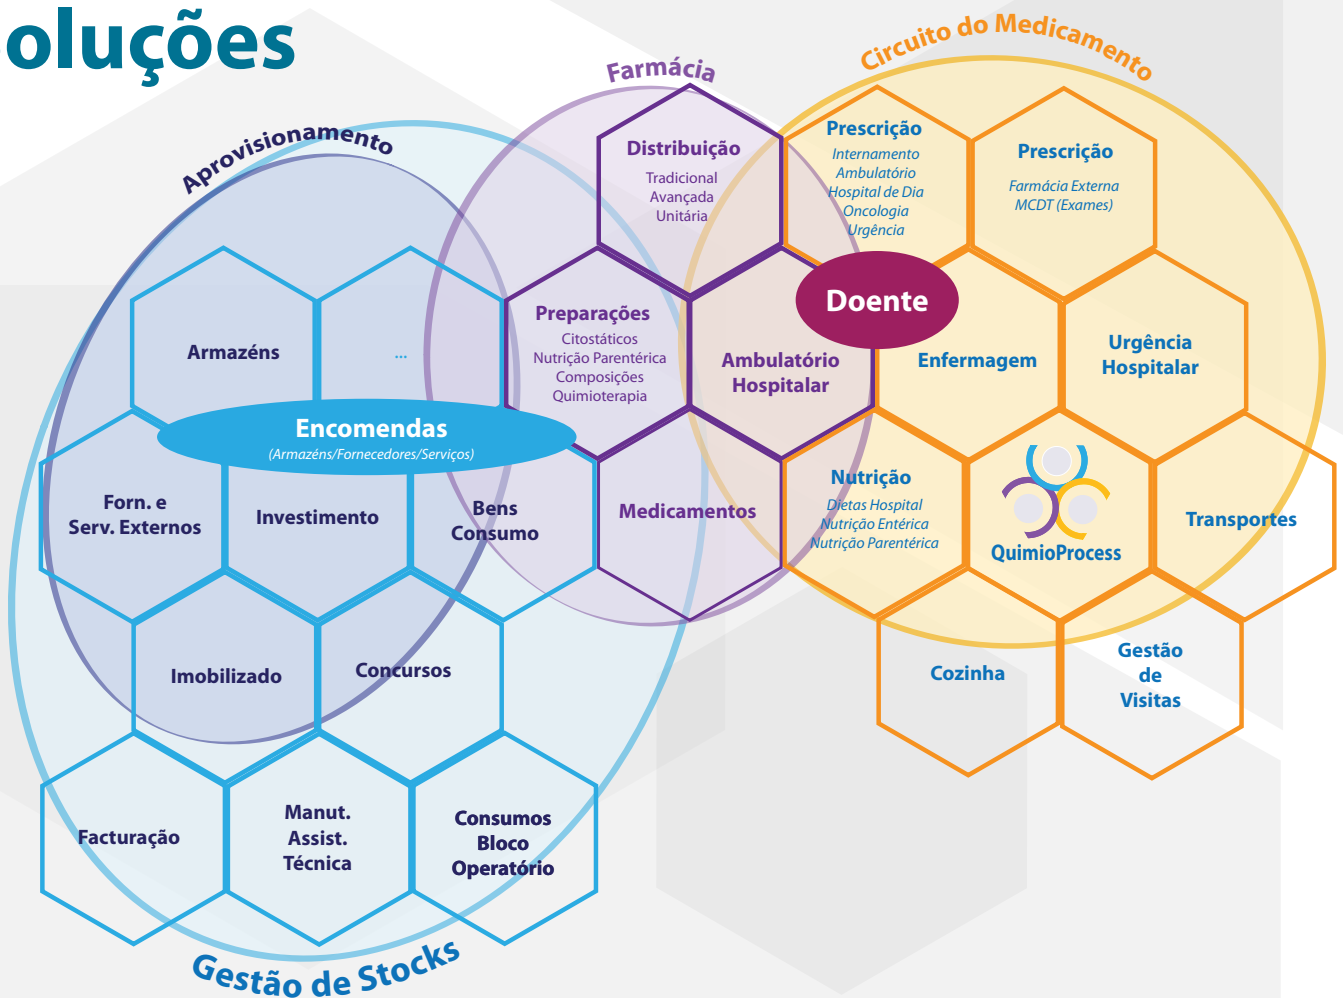 oluções
Circuito do Medicamento
Farmácia
Aprovisionamento
Distribuição
Tradicional
Avançada
Unitária
Prescrição
Internamento
Ambulatório
Hospital de Dia
Oncologia
Urgência
Prescrição
Farmácia Externa
MCDT (Exames)
Armazéns
...
Preparações
Citostáticos
Nutrição Parentérica
Composições
Quimioterapia
Doente
Ambulatório
Hospitalar
Enfermagem
Urgência
Hospitalar
Encomendas
(Armazéns/Fornecedores/Serviços)
Forn. e
Serv. Externos
Investimento
Bens
Consumo
Medicamentos
Nutrição
Dietas Hospital
Nutrição Entérica
Nutrição Parentérica
QuimioProcess
Transportes
Imobilizado
Concursos
Cozinha
Gestão
de
Visitas
Facturação
Manut.
Assist.
Técnica
Consumos
Bloco
Operatório
Gestão de Stocks